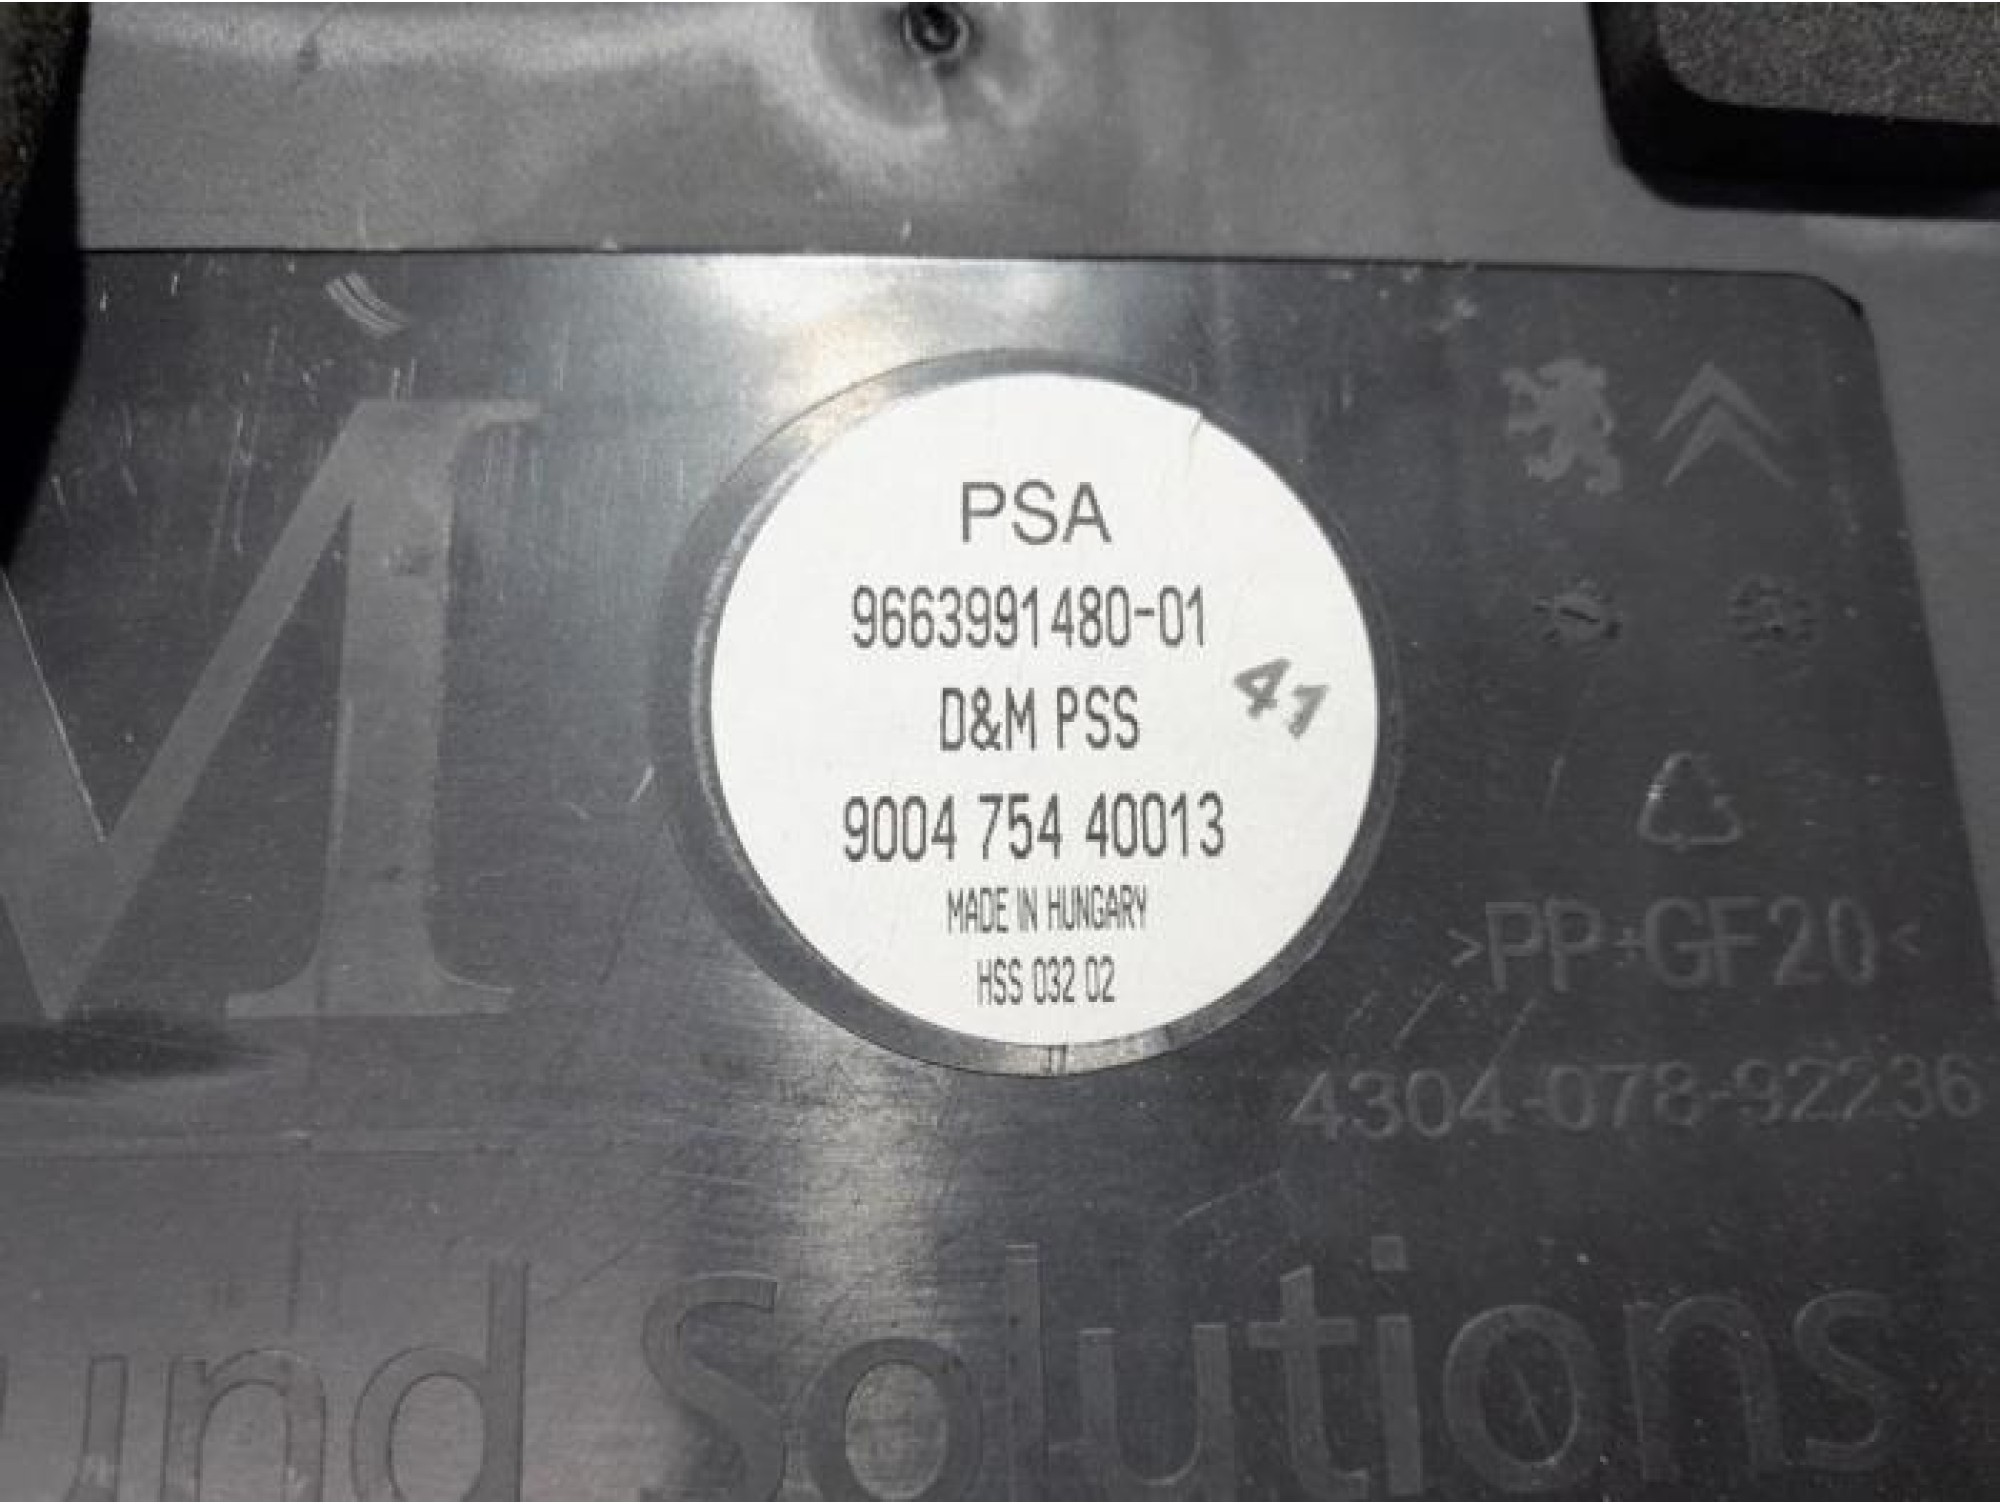 PSA
9663991480-01
D&M PSS
41
9004 754 40013
MADE IN HUNGARY
HSS 032 02
M
>PP+GF20<
4304-078-92236
und Solutions